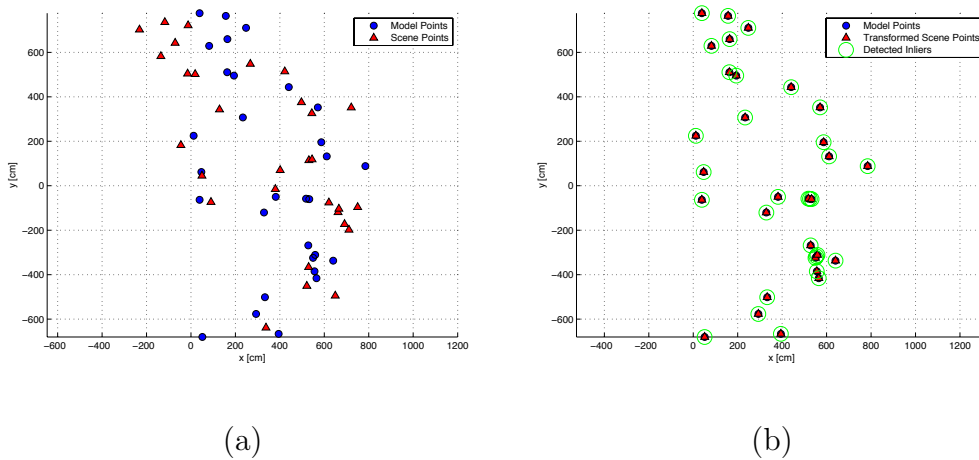 Model Points
Scene Points
600
400
200
0
−200
−400
−600
y [cm]
−600 −400 −200 0 200 400 600 800 1000 1200
x [cm]
(a)
Model Points
Transformed Scene Points
Detected Inliers
600
400
200
0
−200
−400
−600
y [cm]
−600 −400 −200 0 200 400 600 800 1000 1200
x [cm]
(b)